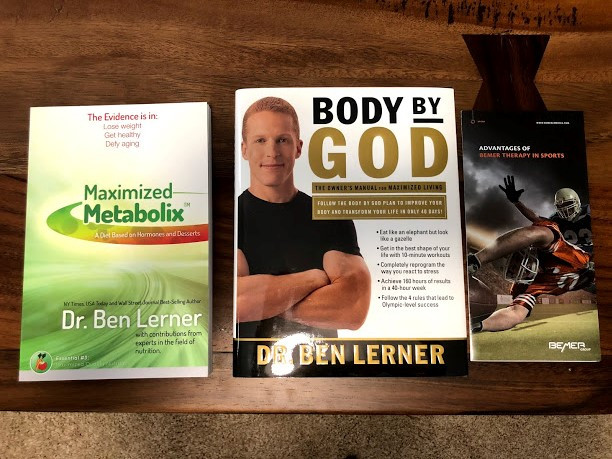 The Evidence is in:
Lose weight
Get healthy
Defy aging
Maximized
Metabolix™
A Diet Based on Hormones and Desserts
NY Times, USA Today and Wall Street Journal Best-Selling Author
Dr. Ben Lerner
with contributions from
experts in the field of
nutrition.
Essential #3:
BODY BY
GOD
THE OWNER'S MANUAL FOR MAXIMIZED LIVING
FOLLOW THE BODY BY GOD PLAN TO IMPROVE YOUR
BODY AND TRANSFORM YOUR LIFE IN ONLY 40 DAYS!
• Eat like an elephant but look
like a gazelle
• Get in the best shape of your
life with 10-minute workouts
• Completely reprogram the
way you react to stress
• Achieve 160 hours of results
in a 40-hour week
• Follow the 4 rules that lead to
Olympic-level success
DR. BEN LERNER
ADVANTAGES OF
BEMER THERAPY IN SPORTS
BEMER
GROUP